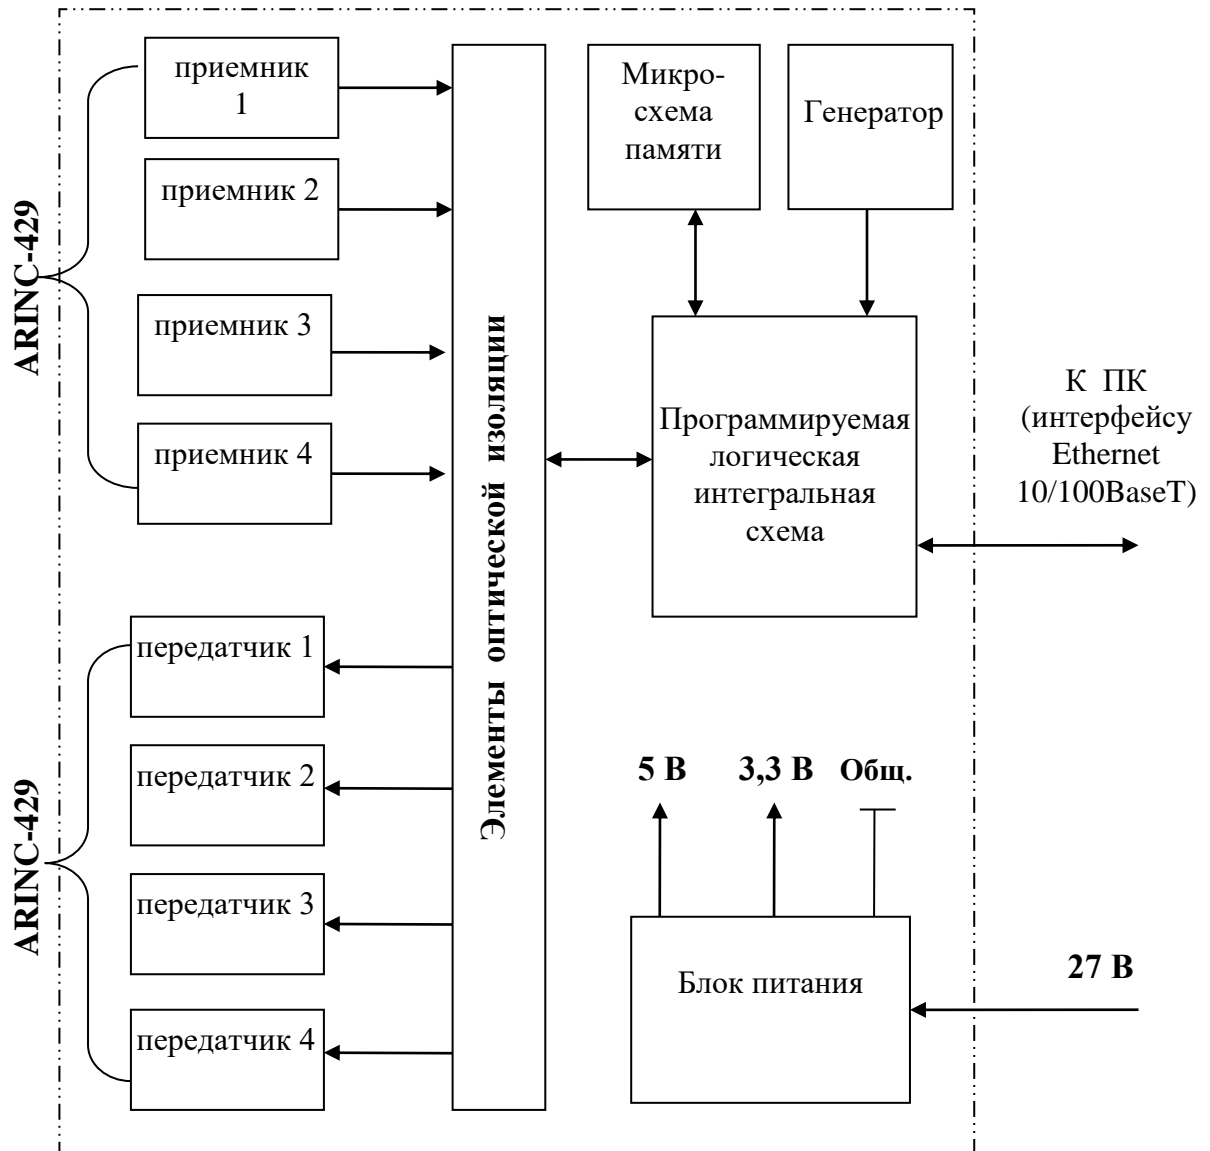 приемник
1
приемник 2
приемник 3
приемник 4
ARINC-429
передатчик 1
передатчик 2
передатчик 3
передатчик 4
ARINC-429
Элементы оптической изоляции
Микро-
схема
памяти
Генератор
Программируемая
логическая
интегральная
схема
К ПК
(интерфейсу
Ethernet
10/100BaseT)
5 В
3,3 В
Общ.
Блок питания
27 В